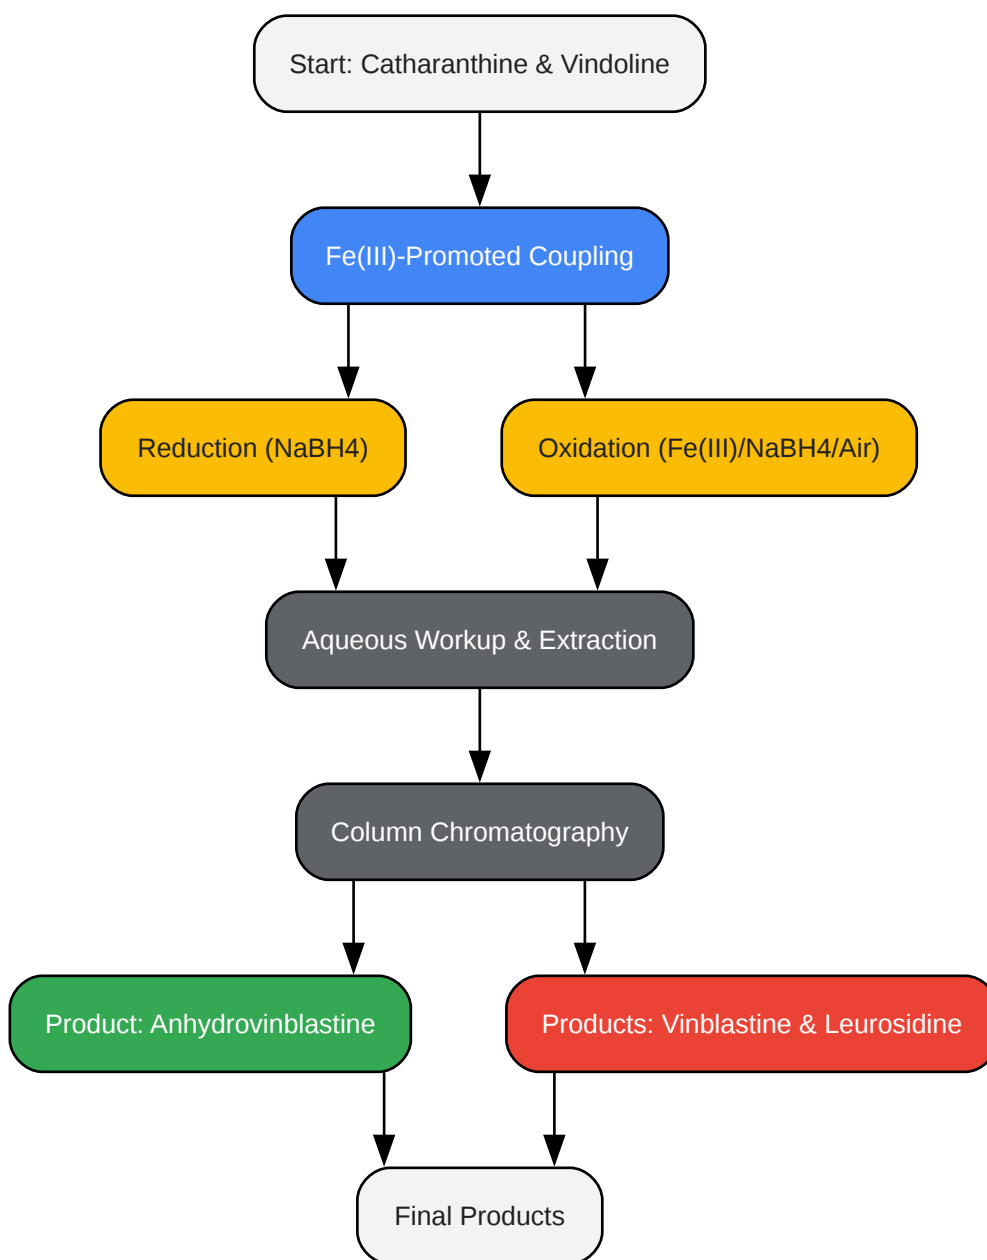 Start: Catharanthine & Vindoline
Fe(III)-Promoted Coupling
Reduction (NaBH4)
Oxidation (Fe(III)/NaBH4/Air)
Aqueous Workup & Extraction
Column Chromatography
Product: Anhydrovinblastine
Products: Vinblastine & Leurosidine
Final Products